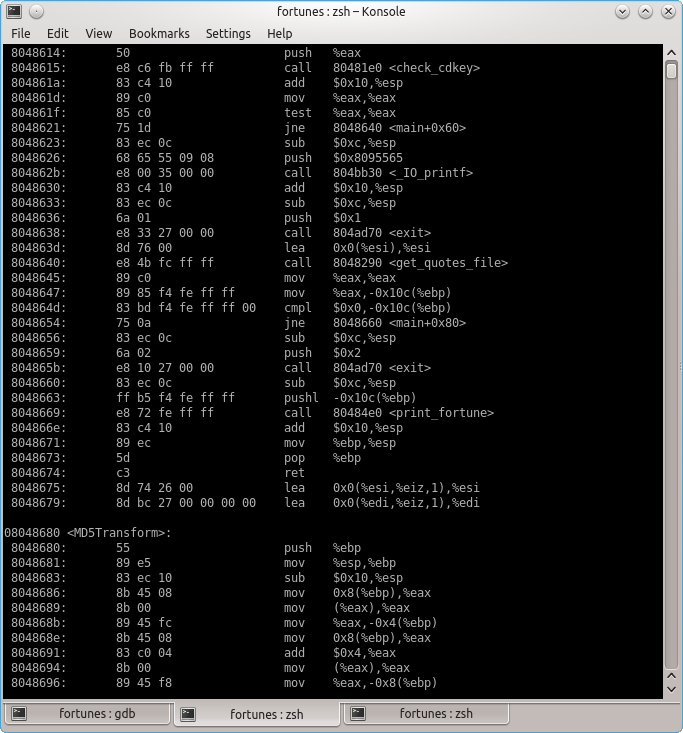 fortunes : zsh – Konsole
File Edit View Bookmarks Settings Help
8048614: 50 push %eax
8048615: e8 c6 fb ff ff call 80481e0 <check_cdkey>
804861a: 83 c4 10 add $0x10,%esp
804861d: 89 c0 mov %eax,%eax
804861f: 85 c0 test %eax,%eax
8048621: 75 1d jne 8048640 <main+0x60>
8048623: 83 ec 0c sub $0xc,%esp
8048626: 68 65 55 09 08 push $0x8095565
804862b: e8 00 35 00 00 call 804bb30 <_IO_printf>
8048630: 83 c4 10 add $0x10,%esp
8048633: 83 ec 0c sub $0xc,%esp
8048636: 6a 01 push $0x1
8048638: e8 33 27 00 00 call 804ad70 <exit>
804863d: 8d 76 00 lea 0x0(%esi),%esi
8048640: e8 4b fc ff ff call 8048290 <get_quotes_file>
8048645: 89 c0 mov %eax,%eax
8048647: 89 85 f4 fe ff ff mov %eax,-0x10c(%ebp)
804864d: 83 bd f4 fe ff ff 00 cmpl $0x0,-0x10c(%ebp)
8048654: 75 0a jne 8048660 <main+0x80>
8048656: 83 ec 0c sub $0xc,%esp
8048659: 6a 02 push $0x2
804865b: e8 10 27 00 00 call 804ad70 <exit>
8048660: 83 ec 0c sub $0xc,%esp
8048663: ff b5 f4 fe ff ff pushl -0x10c(%ebp)
8048669: e8 72 fe ff ff call 80484e0 <print_fortune>
804866e: 83 c4 10 add $0x10,%esp
8048671: 89 ec mov %ebp,%esp
8048673: 5d pop %ebp
8048674: c3 ret
8048675: 8d 74 26 00 lea 0x0(%esi,%eiz,1),%esi
8048679: 8d bc 27 00 00 00 00 lea 0x0(%edi,%eiz,1),%edi
08048680 <MD5Transform>:
8048680: 55 push %ebp
8048681: 89 e5 mov %esp,%ebp
8048683: 83 ec 10 sub $0x10,%esp
8048686: 8b 45 08 mov 0x8(%ebp),%eax
8048689: 8b 00 mov (%eax),%eax
804868b: 89 45 fc mov %eax,-0x4(%ebp)
804868e: 8b 45 08 mov 0x8(%ebp),%eax
8048691: 83 c0 04 add $0x4,%eax
8048694: 8b 00 mov (%eax),%eax
8048696: 89 45 f8 mov %eax,-0x8(%ebp)
fortunes : gdb fortunes : zsh fortunes : zsh